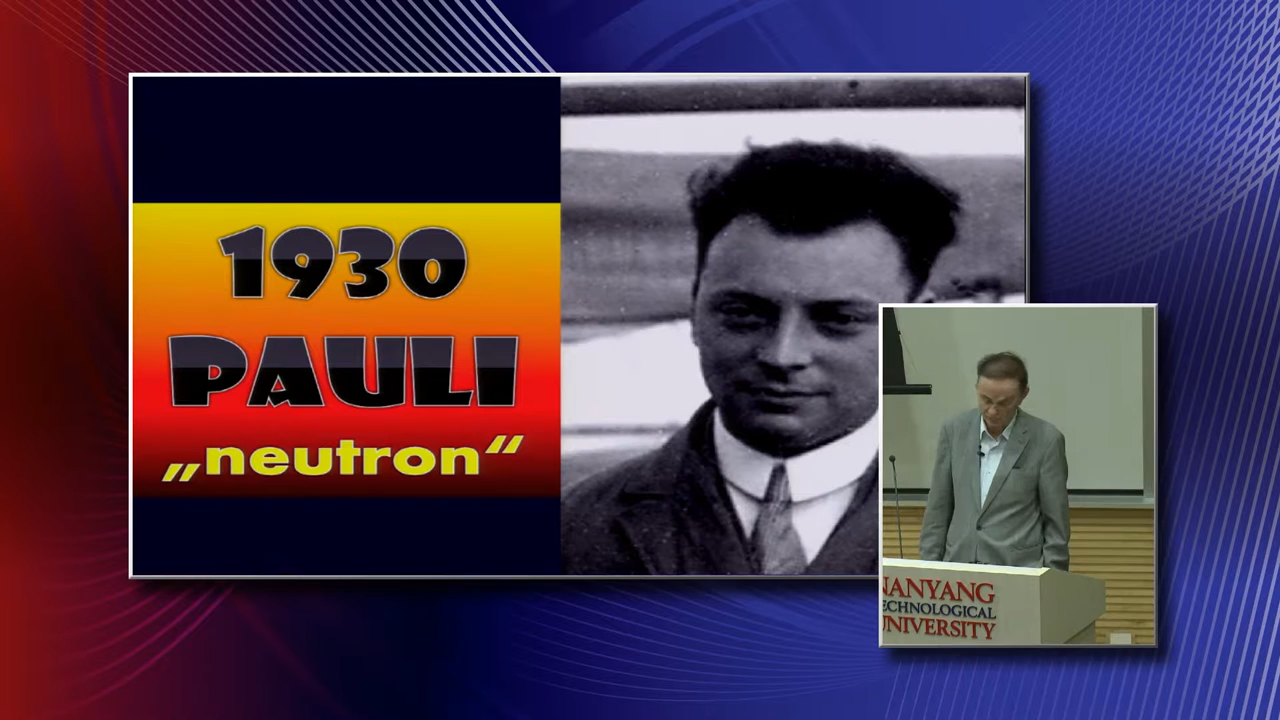 1930
PAULI
„neutron“
NANYANG
TECHNOLOGICAL
UNIVERSITY